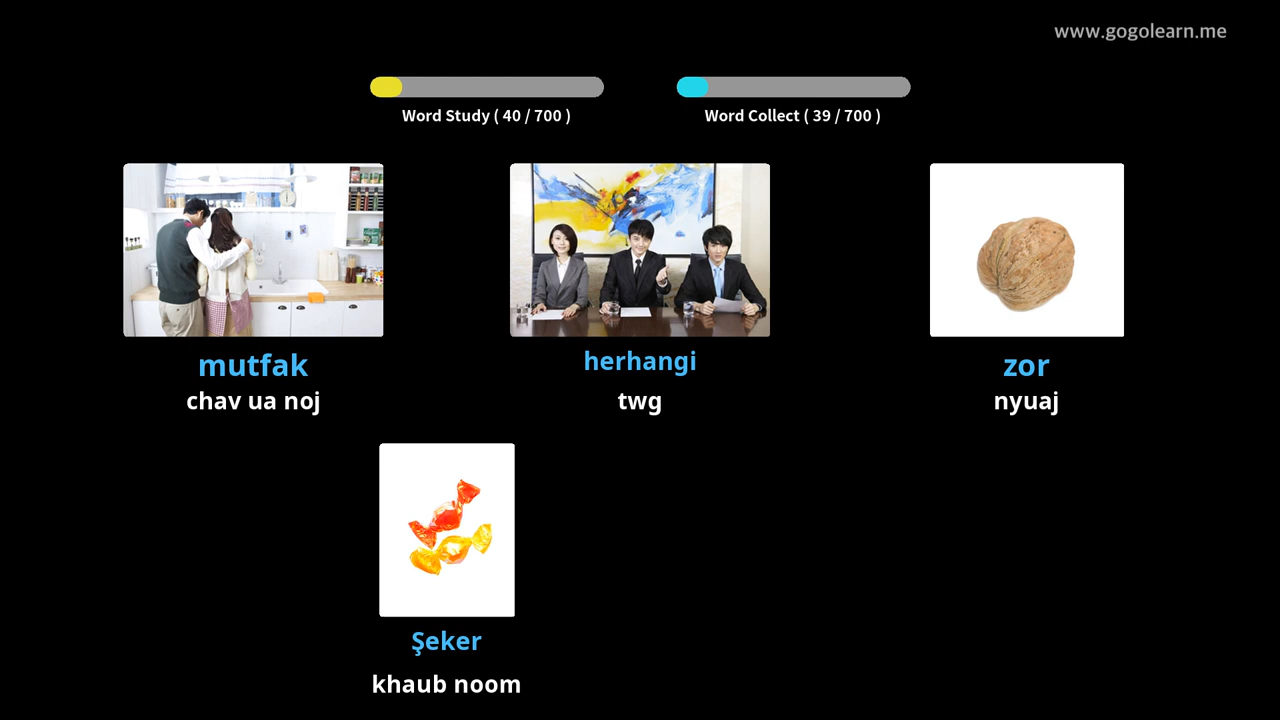 www.gogolearn.me
Word Study ( 40 / 700 )
Word Collect ( 39 / 700 )
mutfak
chav ua noj
herhangi
twg
zor
nyuaj
Şeker
khaub noom